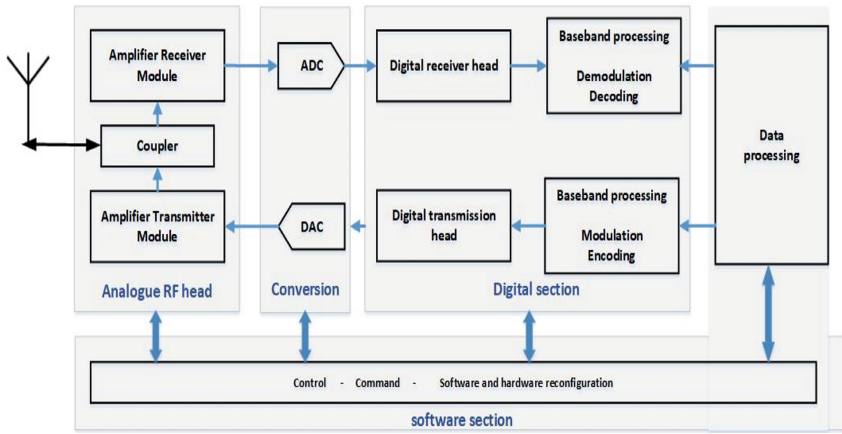 Amplifier Receiver
Module
ADC
Digital receiver head
Baseband processing
Demodulation
Decoding
Data
processing
Coupler
Amplifier Transmitter
Module
DAC
Digital transmission
head
Baseband processing
Modulation
Encoding
Analogue RF head
Conversion
Digital section
Control - Command - Software and hardware reconfiguration
software section